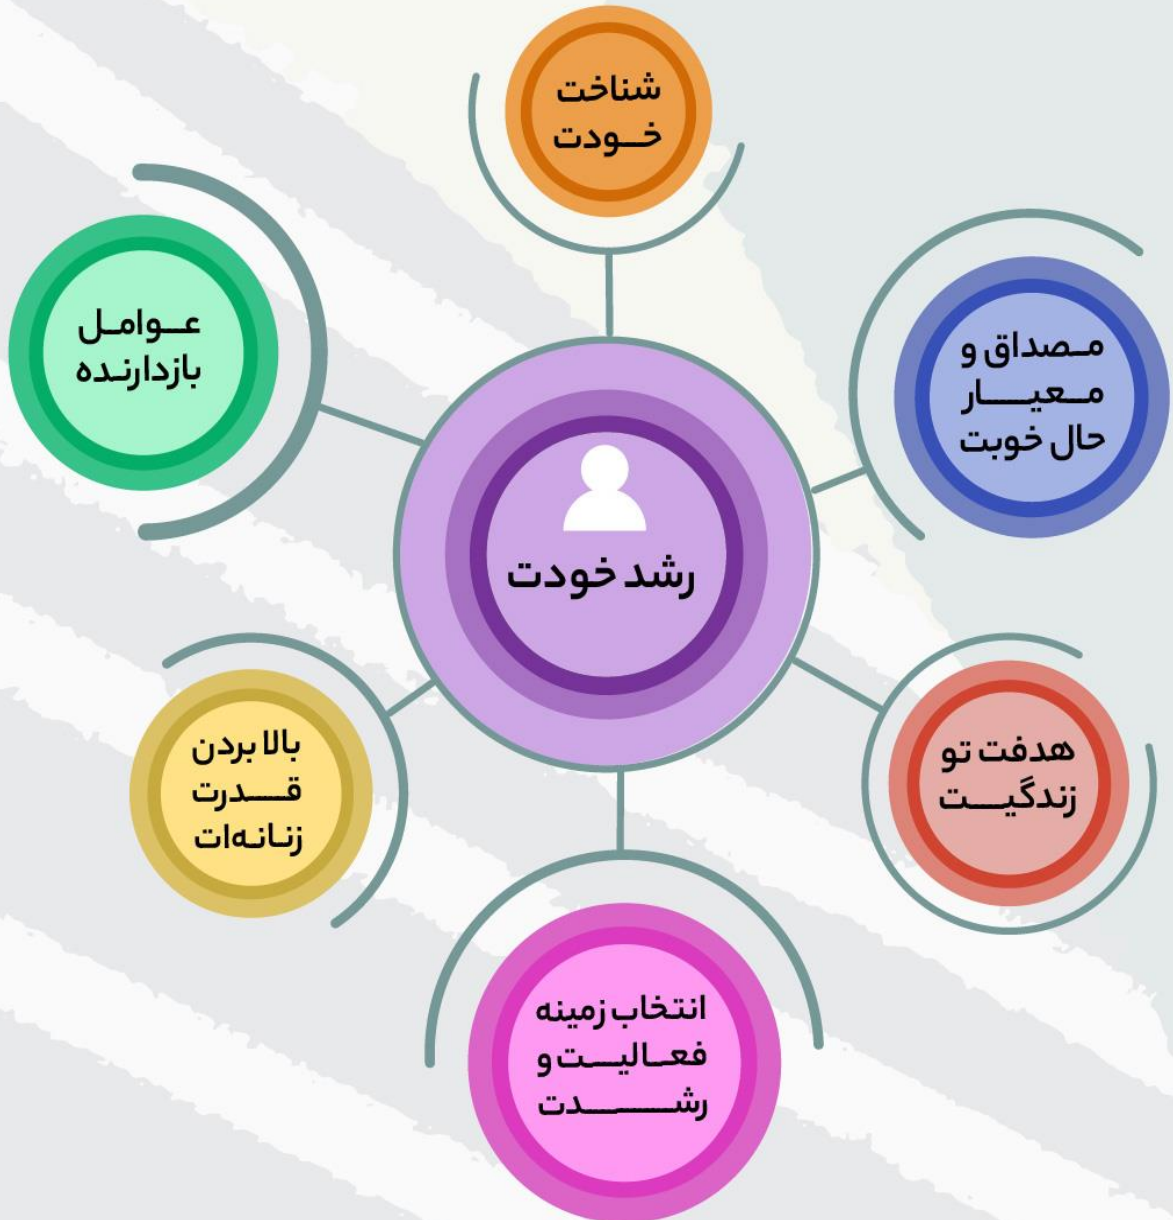 شناخت
خودت
مصداق و
معیار
حال خوبت
عوامل
بازدارنده
رشد خودت
هدفت تو
زندگیت
بالا بردن
قدرت
زنانه‌ات
انتخاب زمینه
فعالیت و
رشدت